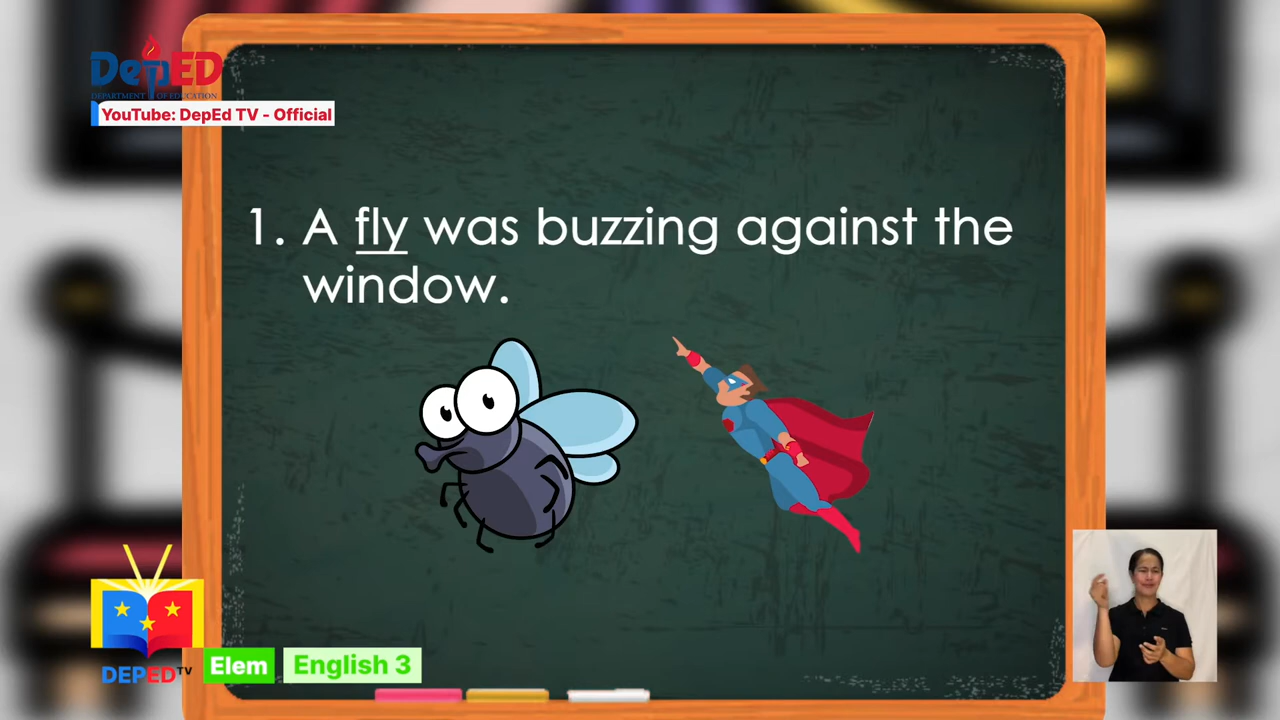 DepED
DEPARTMENT OF EDUCATION
YouTube: DepEd TV - Official
1. A fly was buzzing against the
window.
DEPED TV
Elem
English 3